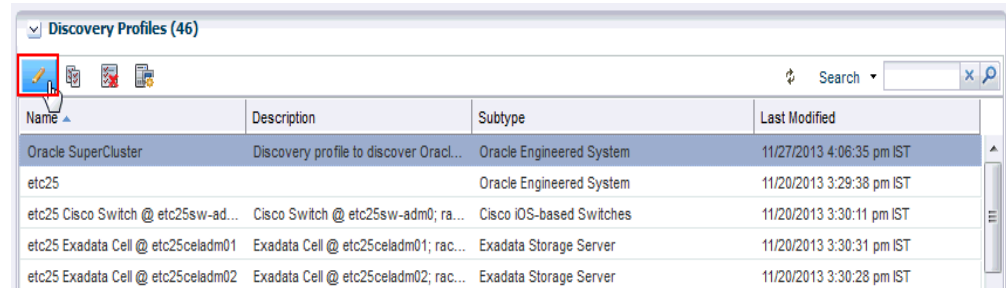 Discovery Profiles (46)
Search
Name Description Subtype Last Modified
Oracle SuperCluster Discovery profile to discover Oracl... Oracle Engineered System 11/27/2013 4:06:35 pm IST
etc25 Oracle Engineered System 11/20/2013 3:29:38 pm IST
etc25 Cisco Switch @ etc25sw-ad... Cisco Switch @ etc25sw-adm0; ra... Cisco iOS-based Switches 11/20/2013 3:30:11 pm IST
etc25 Exadata Cell @ etc25celadm01 Exadata Cell @ etc25celadm01; rac... Exadata Storage Server 11/20/2013 3:30:31 pm IST
etc25 Exadata Cell @ etc25celadm02 Exadata Cell @ etc25celadm02; rac... Exadata Storage Server 11/20/2013 3:30:28 pm IST